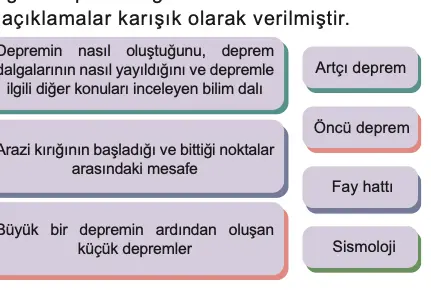 açıklamalar karışık olarak verilmiştir.
Depremin nasıl oluştuğunu, deprem
dalgalarının nasıl yayıldığını ve depremle
ilgili diğer konuları inceleyen bilim dalı
Arazi kırığının başladığı ve bittiği noktalar
arasındaki mesafe
Büyük bir depremin ardından oluşan
küçük depremler
Artçı deprem
Öncü deprem
Fay hattı
Sismoloji